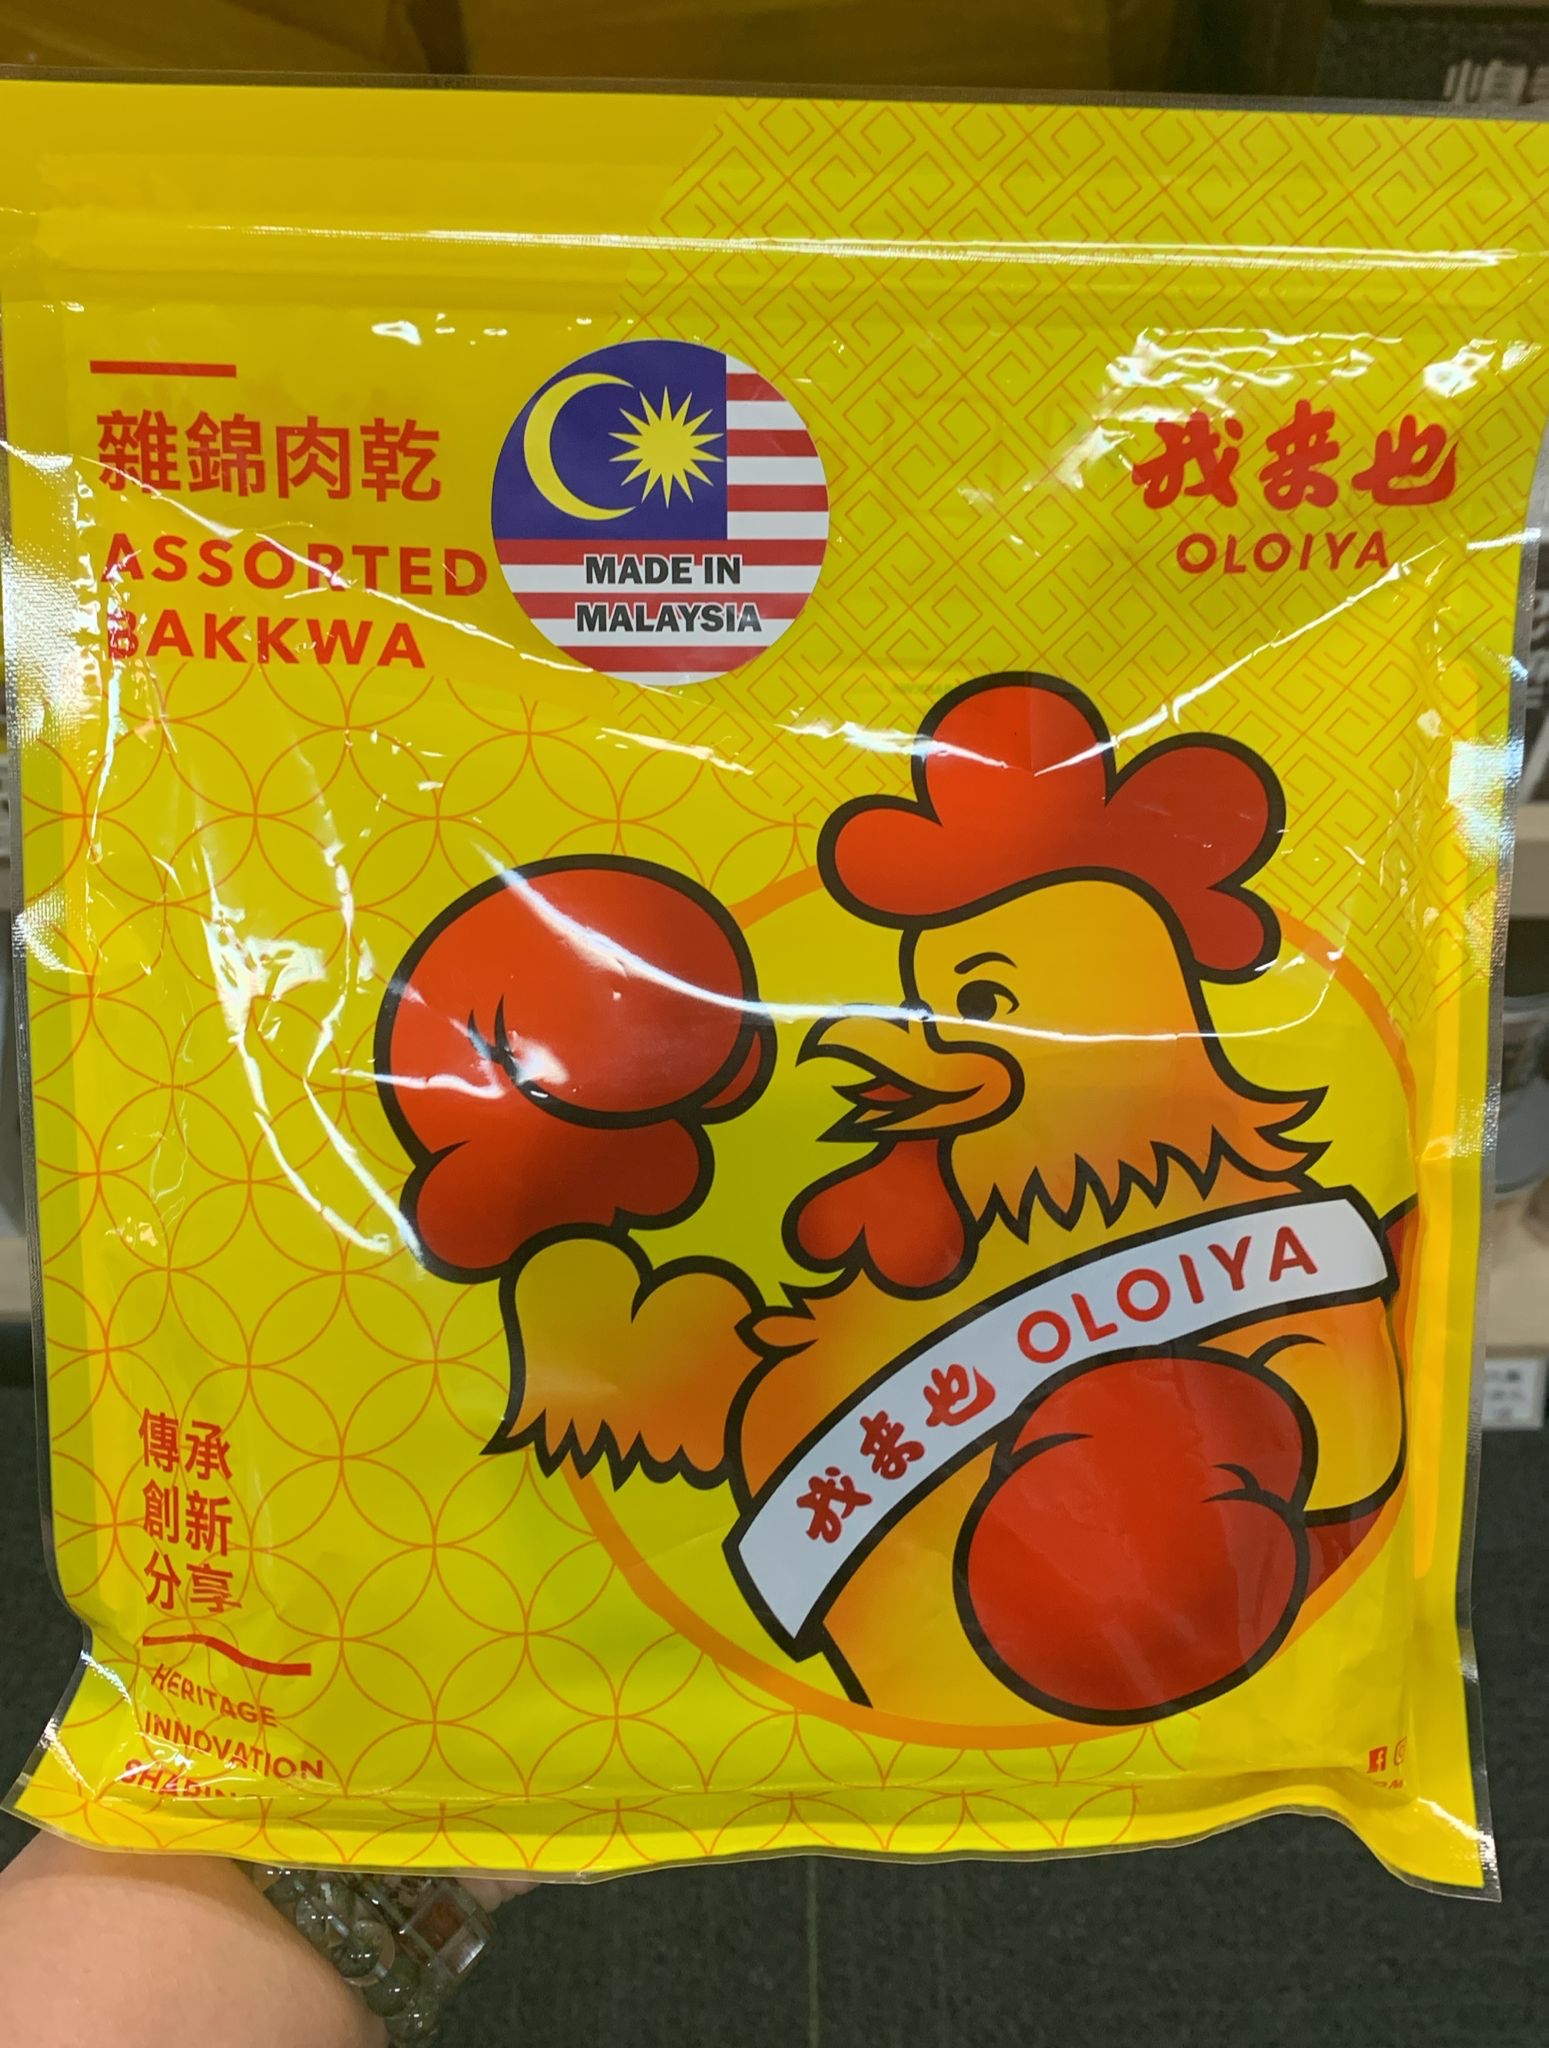 雜錦肉乾
ASSORTED
BAKKWA
MADE IN
MALAYSIA
我来也
OLOIYA
我来也 OLOIYA
傳承
創新
分享
HERITAGE
INNOVATION